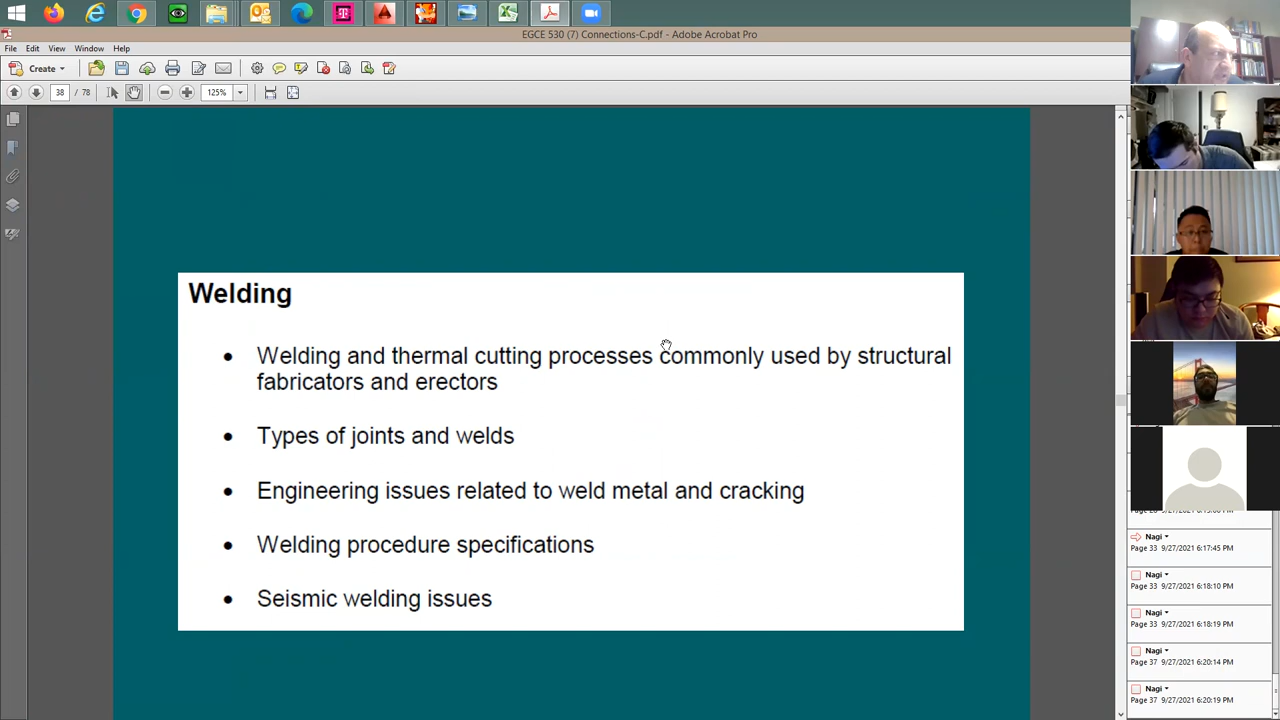 EGCE 530 (7) Connections-C.pdf - Adobe Acrobat Pro
File Edit View Window Help
Create
38 / 78 125%
Welding
• Welding and thermal cutting processes commonly used by structural
fabricators and erectors
• Types of joints and welds
• Engineering issues related to weld metal and cracking
• Welding procedure specifications
• Seismic welding issues
Nagi
Page 33 9/27/2021 6:17:45 PM
Nagi
Page 33 9/27/2021 6:18:10 PM
Nagi
Page 33 9/27/2021 6:18:19 PM
Nagi
Page 37 9/27/2021 6:20:14 PM
Nagi
Page 37 9/27/2021 6:20:19 PM